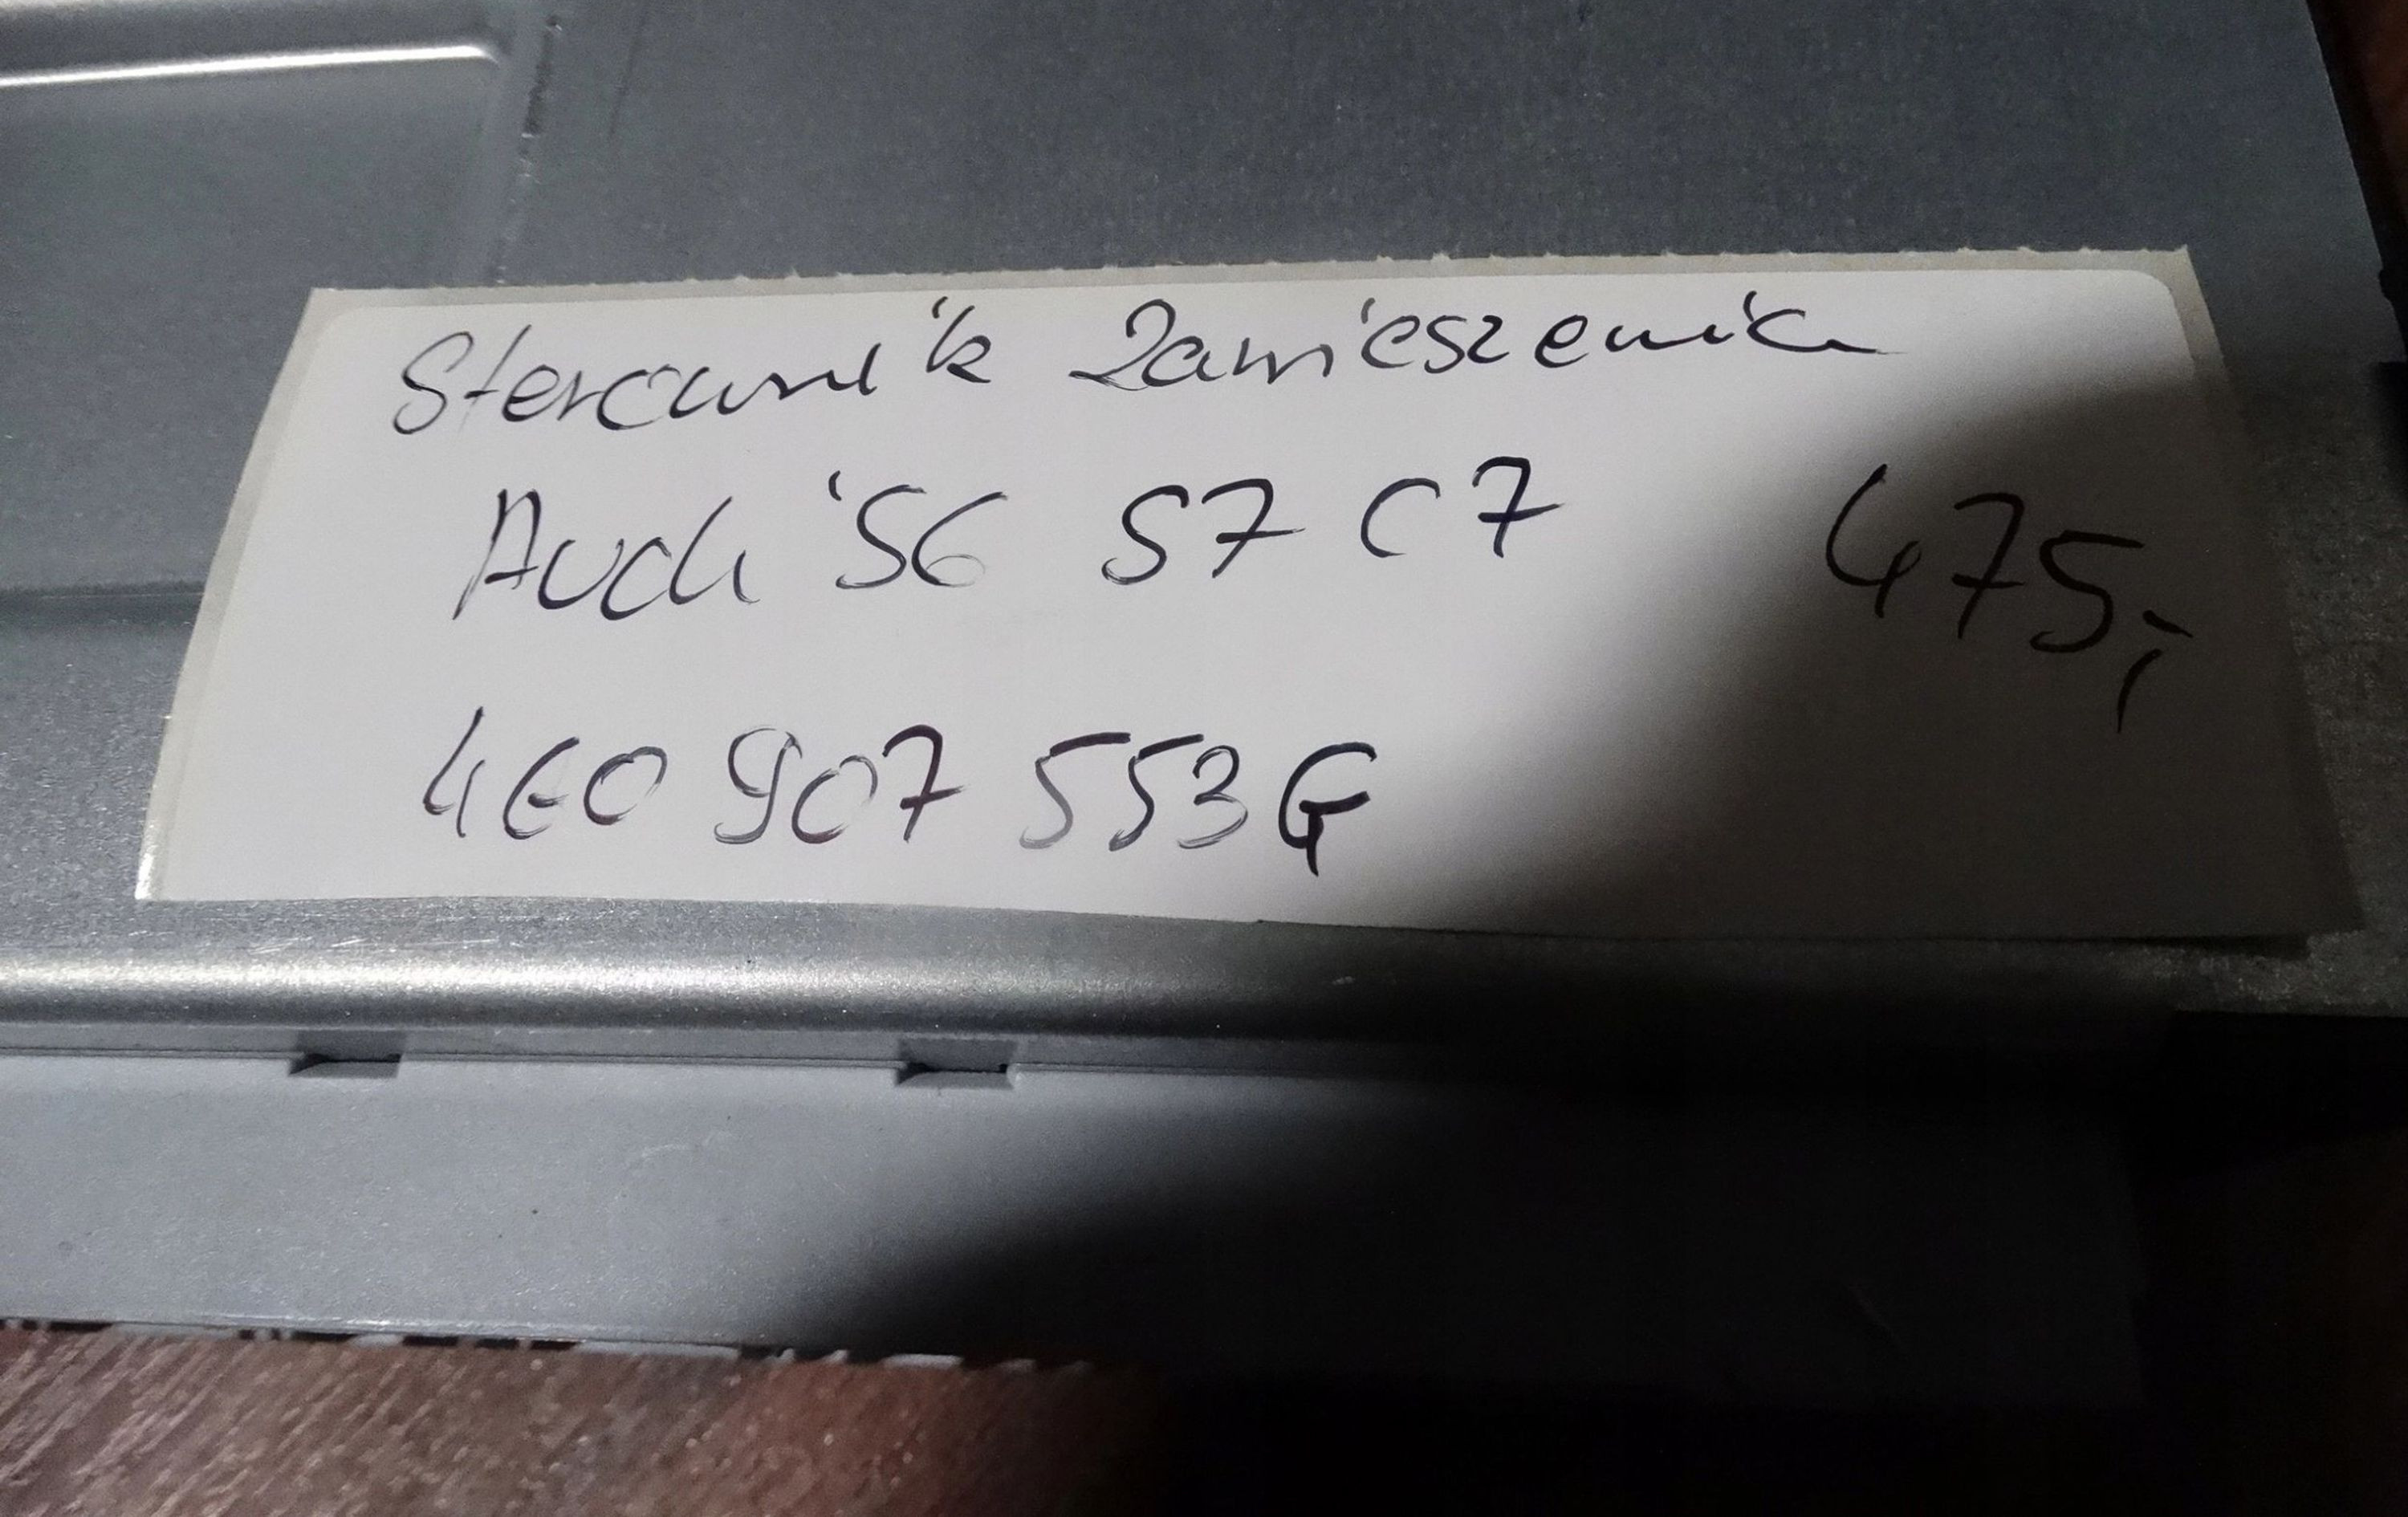 Sterownik Zawieszenia
Audi S6 S7 C7 475,-
4G0 907 553G